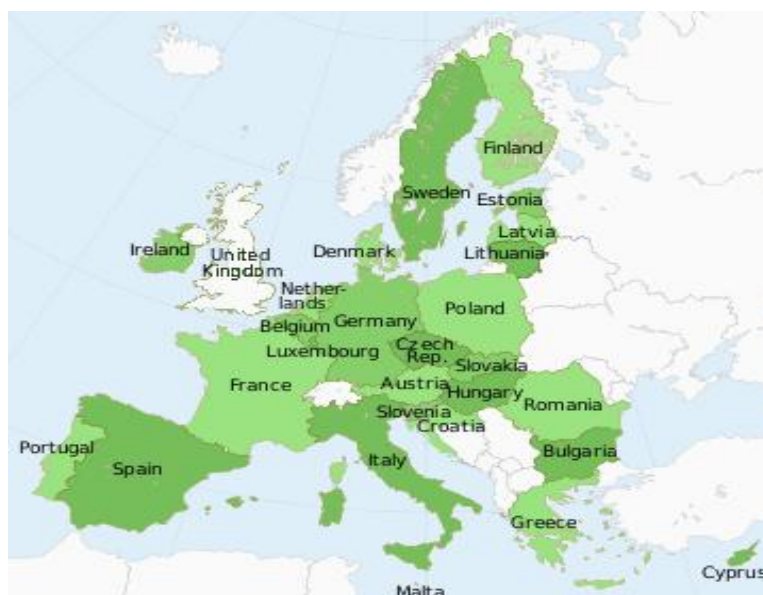 Finland
Sweden
Estonia
Latvia
Lithuania
Ireland
United
Kingdom
Denmark
Nether-
lands
Poland
Belgium
Germany
Luxembourg
Czech
Rep.
Slovakia
France
Austria
Hungary
Romania
Slovenia
Croatia
Portugal
Spain
Italy
Bulgaria
Greece
Cyprus
Malta